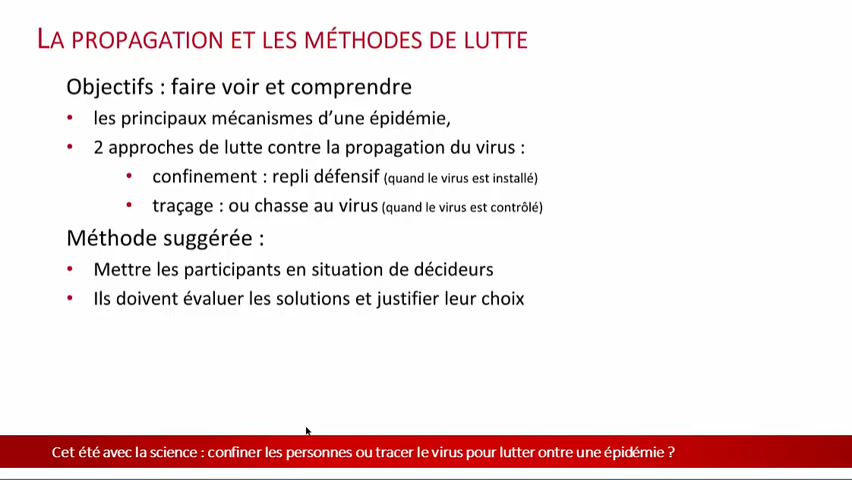 LA PROPAGATION ET LES MÉTHODES DE LUTTE
Objectifs : faire voir et comprendre
• les principaux mécanismes d’une épidémie,
• 2 approches de lutte contre la propagation du virus :
• confinement : repli défensif (quand le virus est installé)
• traçage : ou chasse au virus (quand le virus est contrôlé)
Méthode suggérée :
• Mettre les participants en situation de décideurs
• Ils doivent évaluer les solutions et justifier leur choix
Cet été avec la science : confiner les personnes ou tracer le virus pour lutter ontre une épidémie ?